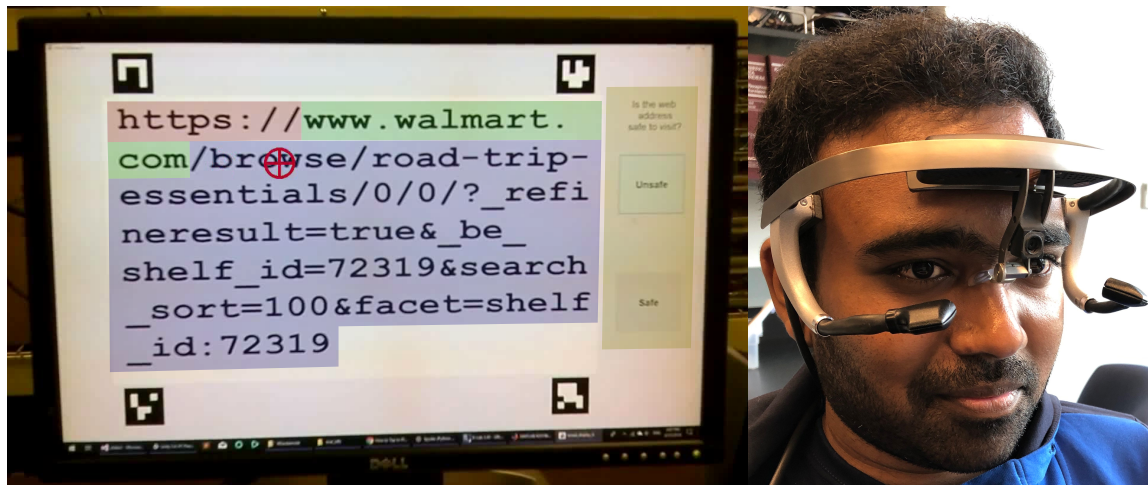 https://www.walmart.
com/browse/road-trip-
essentials/0/0/?_refi
neresult=true&_be_
shelf_id=72319&search
_sort=100&facet=shelf
_id:72319
Is the web
address
safe to visit?
Unsafe
Safe
DELL